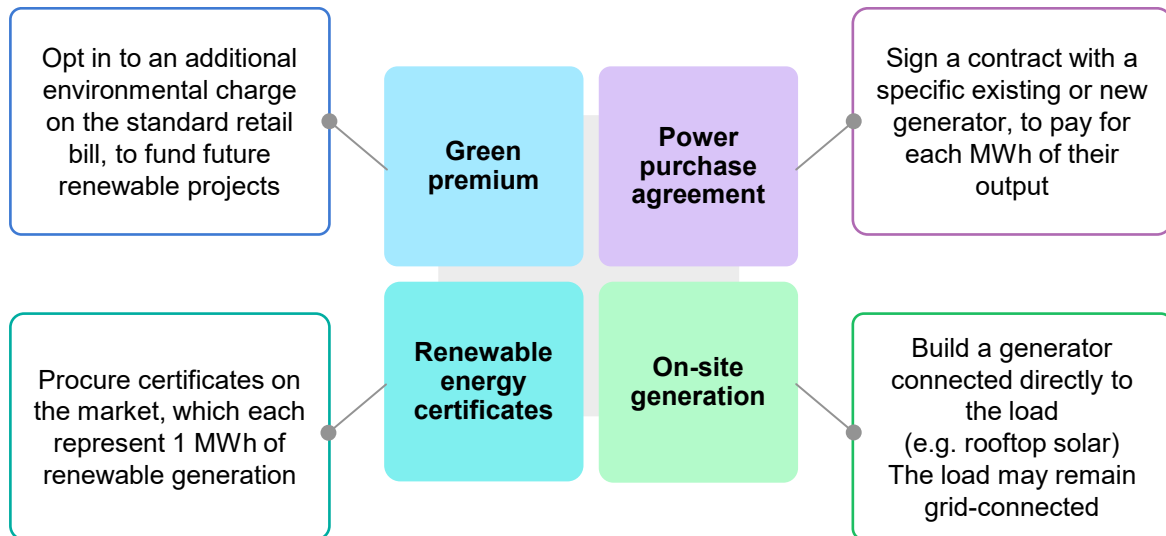 Opt in to an additional
environmental charge
on the standard retail
bill, to fund future
renewable projects
Green
premium
Power
purchase
agreement
Sign a contract with a
specific existing or new
generator, to pay for
each MWh of their
output
Procure certificates on
the market, which each
represent 1 MWh of
renewable generation
Renewable
energy
certificates
On-site
generation
Build a generator
connected directly to
the load
(e.g. rooftop solar)
The load may remain
grid-connected